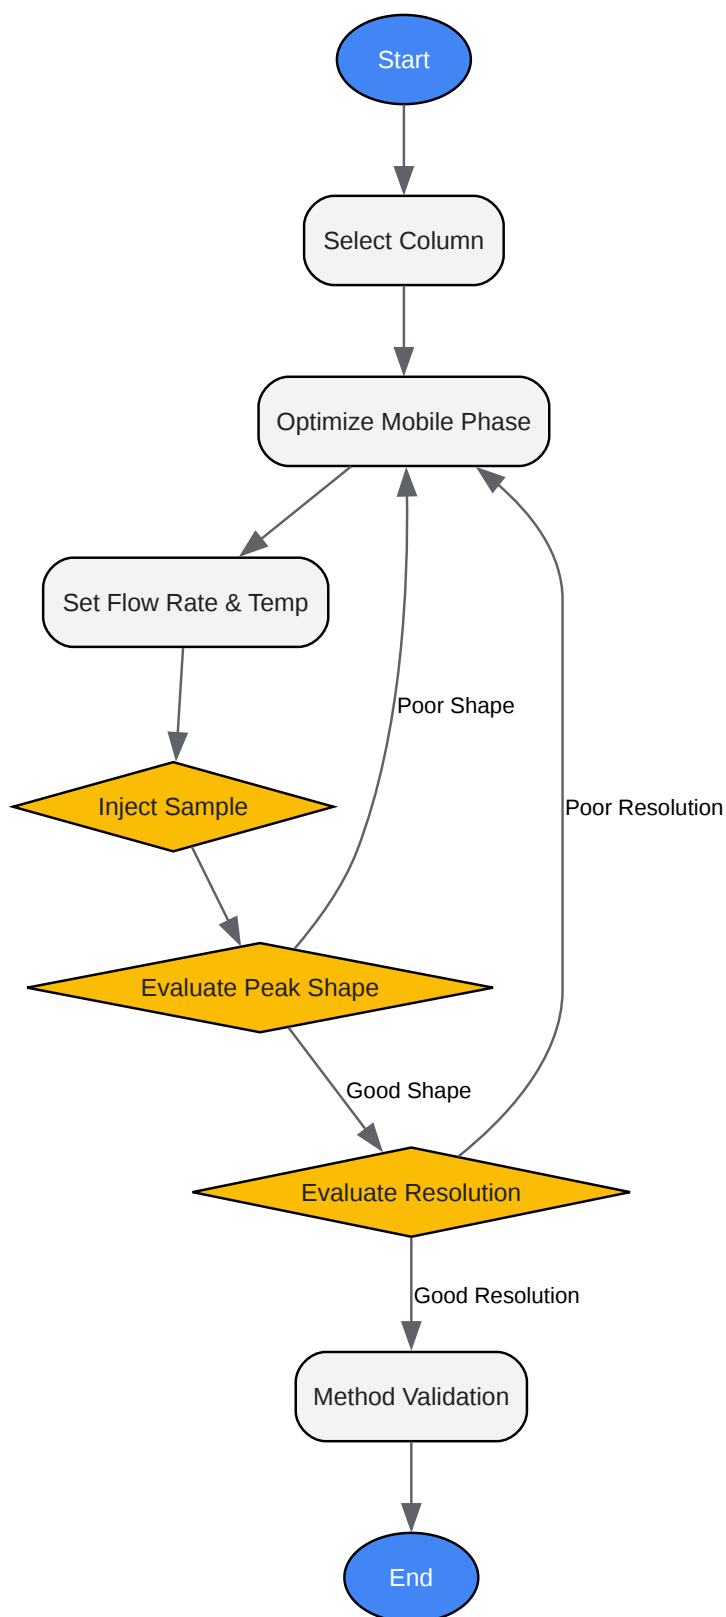 Start
Select Column
Optimize Mobile Phase
Set Flow Rate & Temp
Poor Shape
Inject Sample
Poor Resolution
Evaluate Peak Shape
Good Shape
Evaluate Resolution
Good Resolution
Method Validation
End